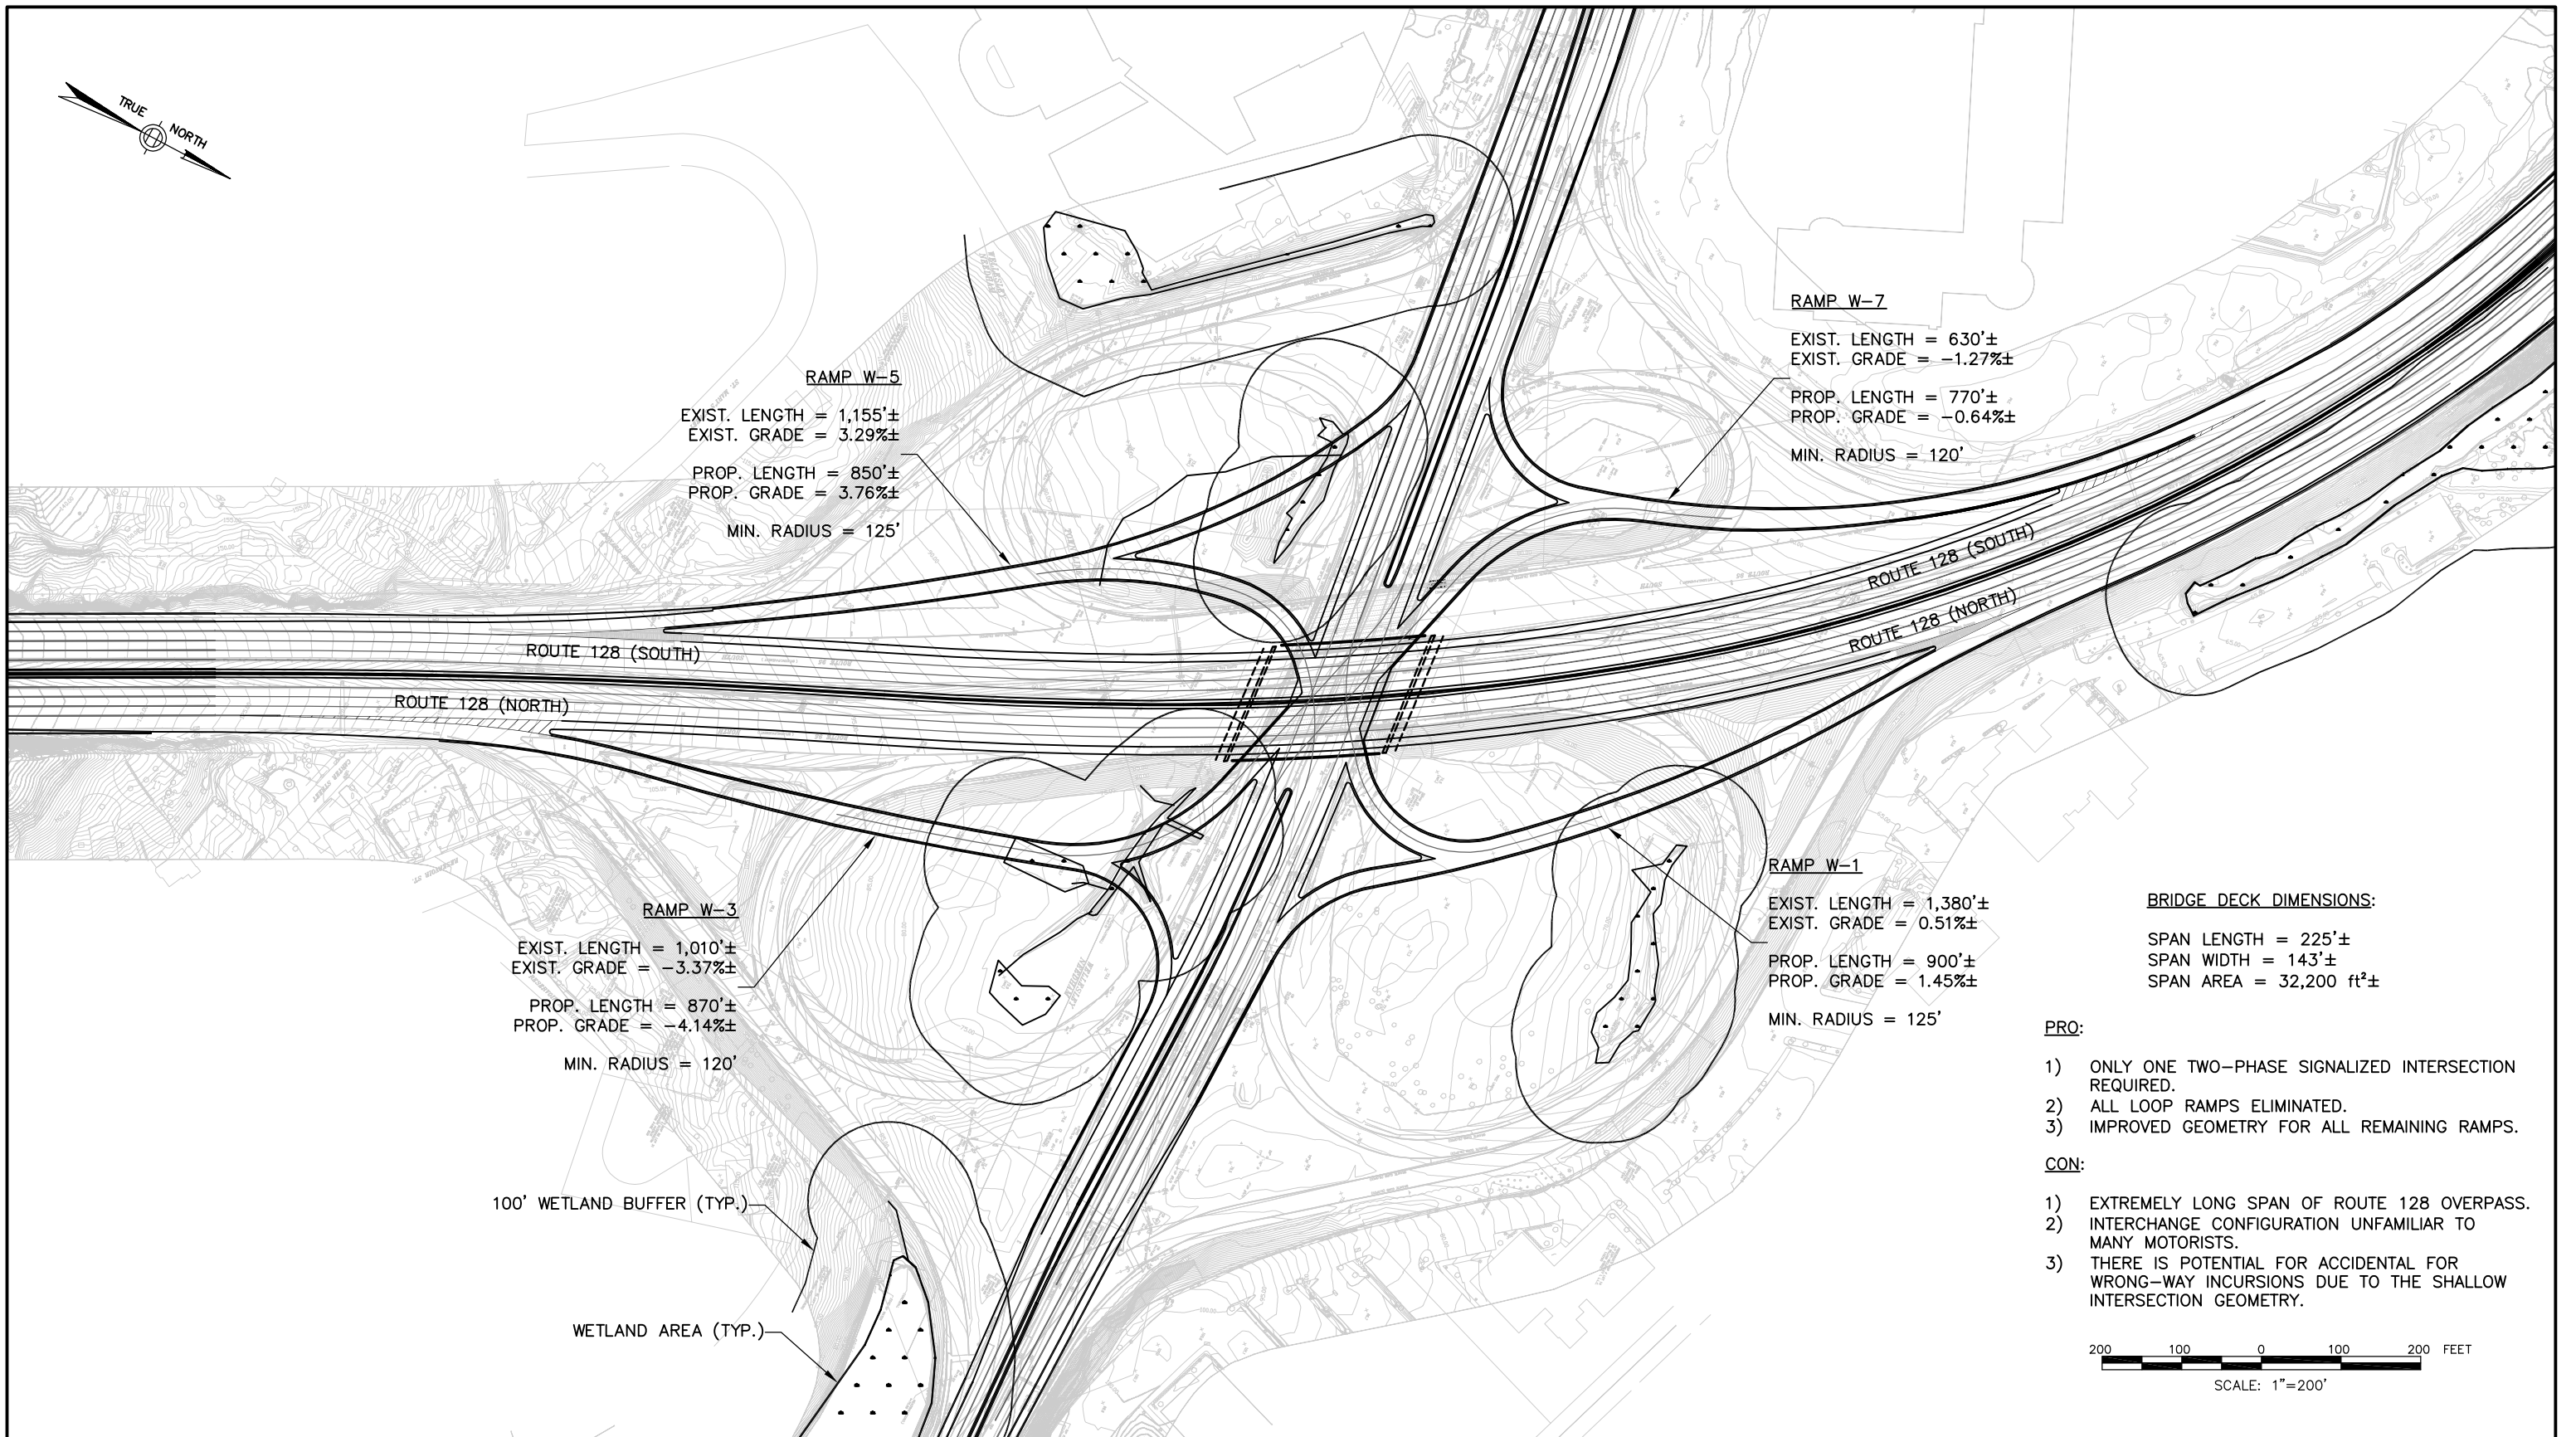 TRUE NORTH
RAMP W-7
EXIST. LENGTH = 630'±
EXIST. GRADE = -1.27%±
PROP. LENGTH = 770'±
PROP. GRADE = -0.64%±
MIN. RADIUS = 120'
RAMP W-5
EXIST. LENGTH = 1,155'±
EXIST. GRADE = 3.29%±
PROP. LENGTH = 850'±
PROP. GRADE = 3.76%±
MIN. RADIUS = 125'
ROUTE 128 (SOUTH)
ROUTE 128 (NORTH)
ROUTE 128 (SOUTH)
ROUTE 128 (NORTH)
RAMP W-3
EXIST. LENGTH = 1,010'±
EXIST. GRADE = -3.37%±
PROP. LENGTH = 870'±
PROP. GRADE = -4.14%±
MIN. RADIUS = 120'
RAMP W-1
EXIST. LENGTH = 1,380'±
EXIST. GRADE = 0.51%±
PROP. LENGTH = 900'±
PROP. GRADE = 1.45%±
MIN. RADIUS = 125'
100' WETLAND BUFFER (TYP.)
WETLAND AREA (TYP.)
BRIDGE DECK DIMENSIONS:
SPAN LENGTH = 225'±
SPAN WIDTH = 143'±
SPAN AREA = 32,200 ft²±
PRO:
1) ONLY ONE TWO-PHASE SIGNALIZED INTERSECTION
REQUIRED.
2) ALL LOOP RAMPS ELIMINATED.
3) IMPROVED GEOMETRY FOR ALL REMAINING RAMPS.
CON:
1) EXTREMELY LONG SPAN OF ROUTE 128 OVERPASS.
2) INTERCHANGE CONFIGURATION UNFAMILIAR TO
MANY MOTORISTS.
3) THERE IS POTENTIAL FOR ACCIDENTAL FOR
WRONG-WAY INCURSIONS DUE TO THE SHALLOW
INTERSECTION GEOMETRY.
200 100 0 100 200 FEET
SCALE: 1"=200'